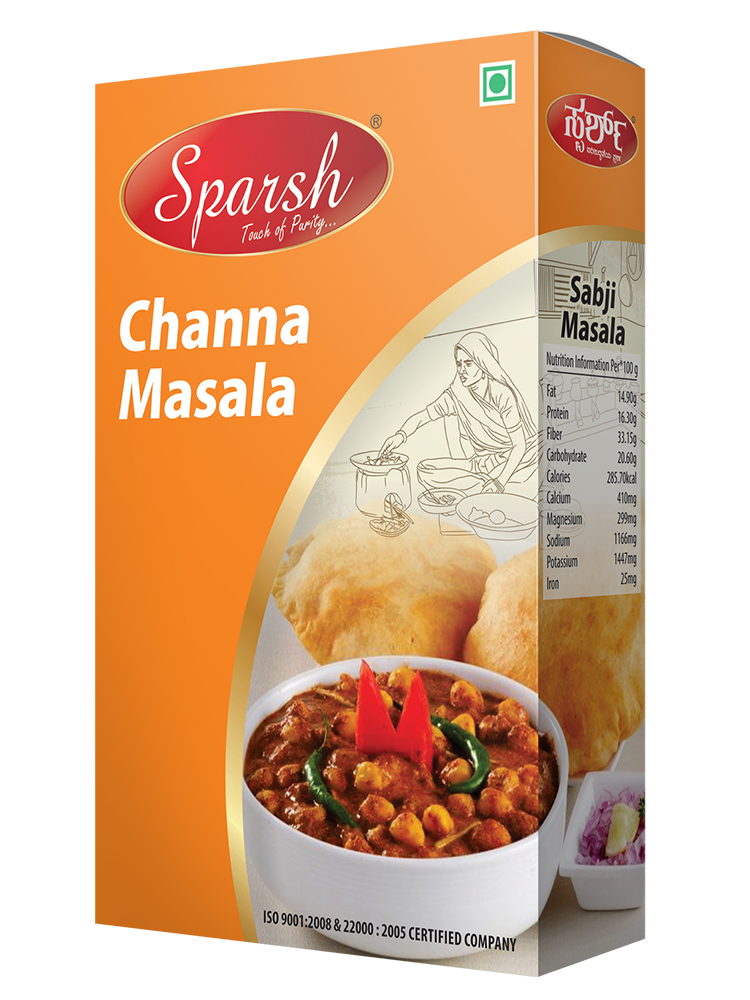 Sparsh ®
Touch of Purity...
Channa
Masala
ISO 9001:2008 & 22000 : 2005 CERTIFIED COMPANY
ಸ್ಪರ್ಶ್ ®
Sabji
Masala
Nutrition Information Per*100 g
Fat 14.90g
Protein 16.30g
Fiber 33.15g
Carbohydrate 20.60g
Calories 285.70kcal
Calcium 410mg
Magnesium 299mg
Sodium 1166mg
Potassium 1447mg
Iron 25mg